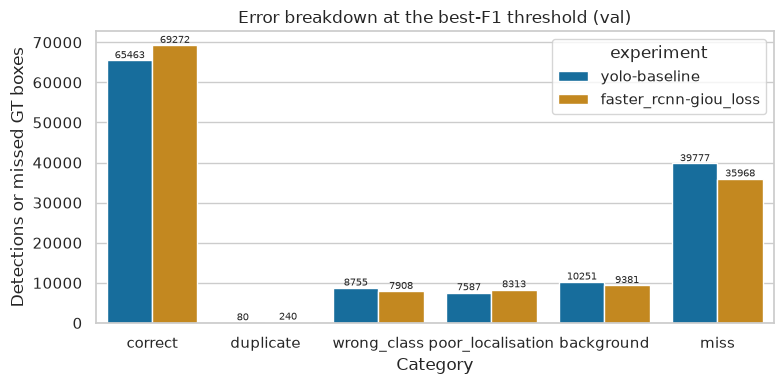 Error breakdown at the best-F1 threshold (val)
Detections or missed GT boxes
70000
60000
50000
40000
30000
20000
10000
0
experiment
yolo-baseline
faster_rcnn-giou_loss
65463
69272
80
240
8755
7908
7587
8313
10251
9381
39777
35968
correct
duplicate
wrong_class
poor_localisation
background
miss
Category